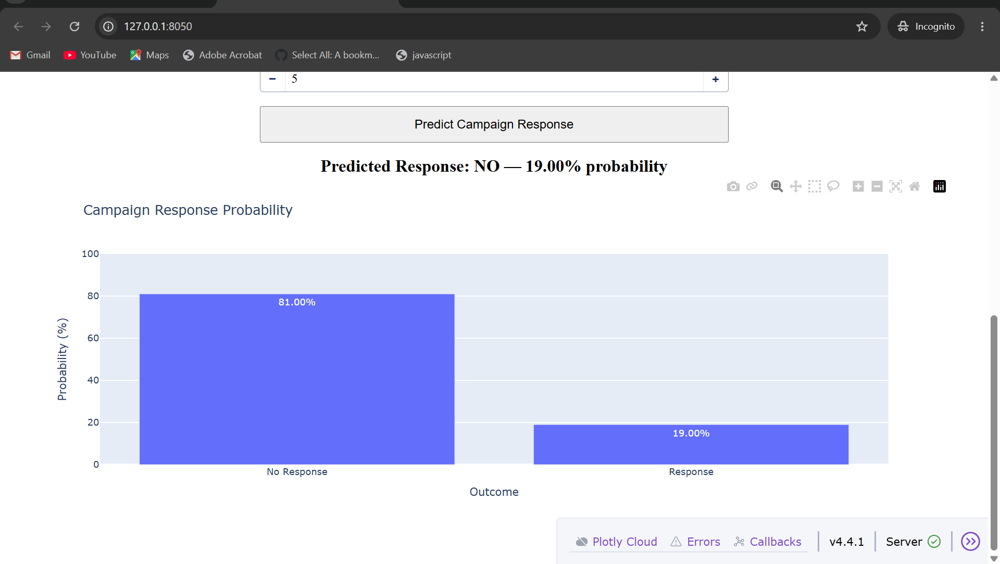 127.0.0.1:8050
Incognito
Gmail YouTube Maps Adobe Acrobat Select All: A bookm... javascript
− 5 +
Predict Campaign Response
Predicted Response: NO — 19.00% probability
Campaign Response Probability
100
80
60
40
20
0
Probability (%)
81.00%
19.00%
No Response Response
Outcome
Plotly Cloud Errors Callbacks v4.4.1 Server